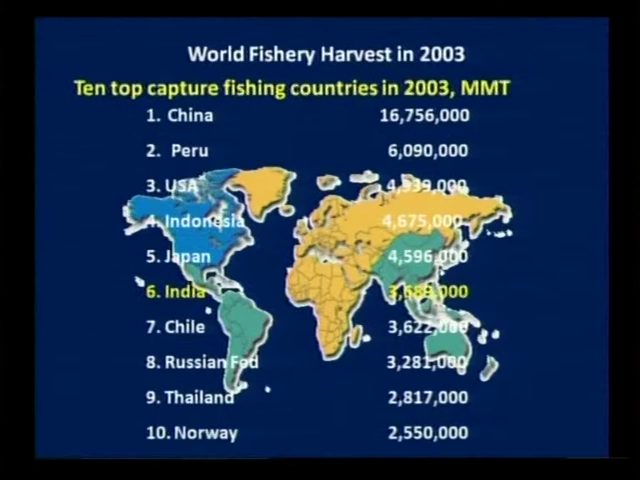 World Fishery Harvest in 2003
Ten top capture fishing countries in 2003, MMT
1. China 16,756,000
2. Peru 6,090,000
3. USA 4,939,000
4. Indonesia 4,675,000
5. Japan 4,596,000
6. India
7. Chile 3,622,000
8. Russian Fed 3,281,000
9. Thailand 2,817,000
10. Norway 2,550,000